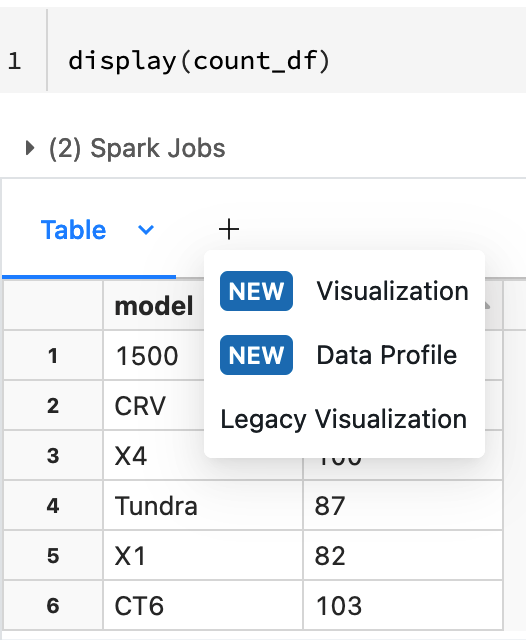 1 display(count_df)
(2) Spark Jobs
Table +
NEW Visualization
model
NEW Data Profile
1 1500
Legacy Visualization
2 CRV
3 X4 100
4 Tundra 87
5 X1 82
6 CT6 103